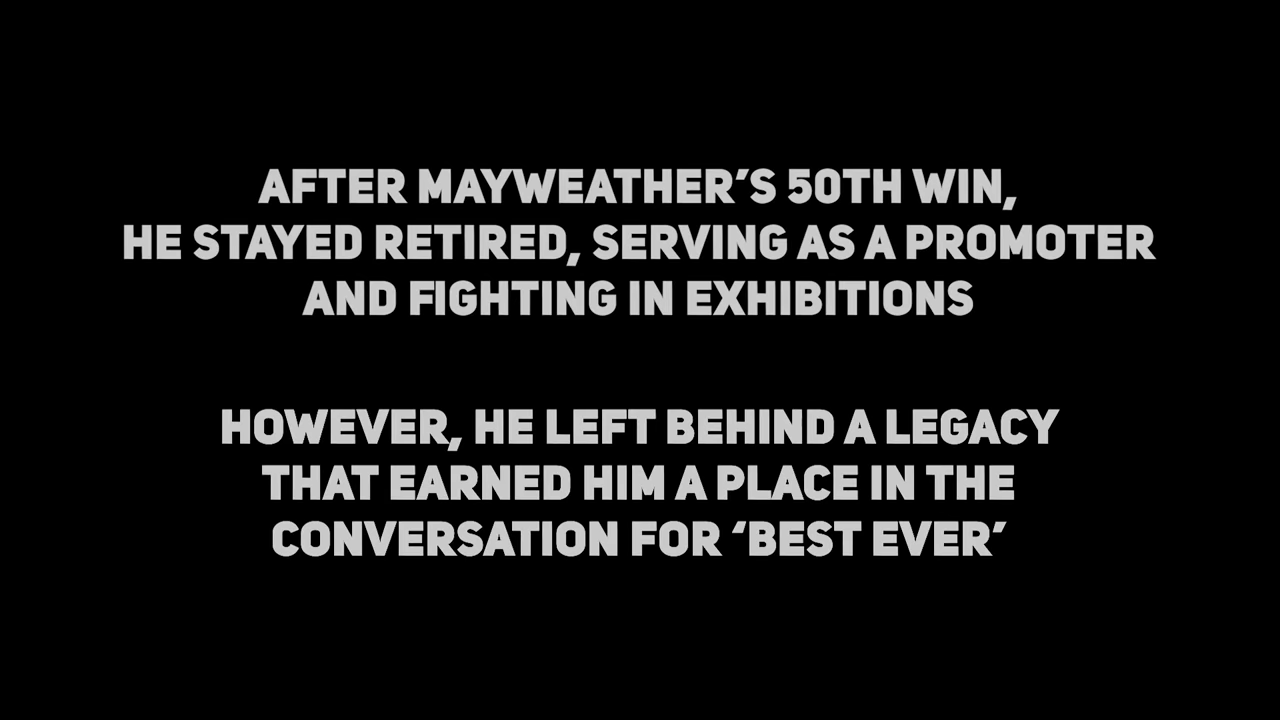 AFTER MAYWEATHER’S 50TH WIN,
HE STAYED RETIRED, SERVING AS A PROMOTER
AND FIGHTING IN EXHIBITIONS
HOWEVER, HE LEFT BEHIND A LEGACY
THAT EARNED HIM A PLACE IN THE
CONVERSATION FOR ‘BEST EVER’